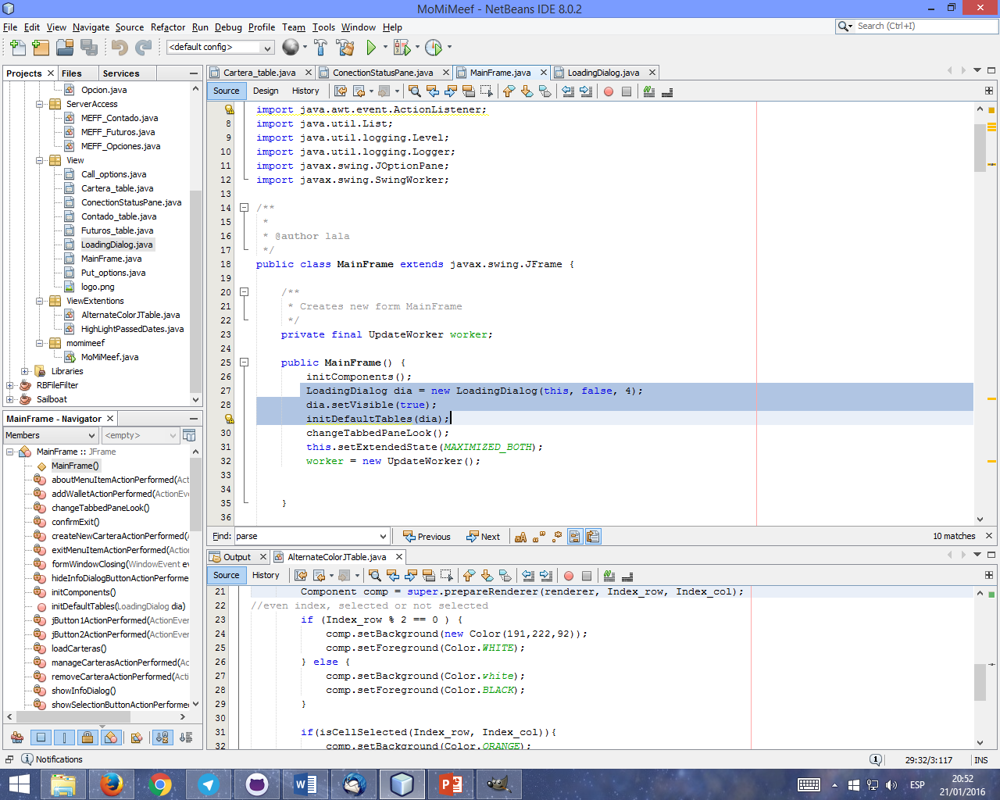 MoMiMeef - NetBeans IDE 8.0.2
File Edit View Navigate Source Refactor Run Debug Profile Team Tools Window Help
Search (Ctrl+I)
<default config>
Projects Files Services
Opcion.java
ServerAccess
MEFF_Contado.java
MEFF_Futuros.java
MEFF_Opciones.java
View
Call_options.java
Cartera_table.java
ConectionStatusPane.java
Contado_table.java
Futuros_table.java
LoadingDialog.java
MainFrame.java
Put_options.java
logo.png
ViewExtentions
AlternateColorJTable.java
HighLightPassedDates.java
momimeef
MoMiMeef.java
Libraries
RBFileFilter
Sailboat
MainFrame - Navigator
Members <empty>
MainFrame :: JFrame
MainFrame()
aboutMenuItemActionPerformed(Act
addWalletActionPerformed(ActionEver
changeTabbedPaneLook()
confirmExit()
createNewCarteraActionPerformed(A
exitMenuItemActionPerformed(Action
formWindowClosing(WindowEvent ev
hideInfoDialogButtonActionPerforme
initComponents()
initDefaultTables(LoadingDialog dia)
jButton1ActionPerformed(ActionEver
jButton2ActionPerformed(ActionEver
loadCarteras()
manageCarterasActionPerformed(Ac
removeCarteraActionPerformed(Acti
showInfoDialog()
showSelectionButtonActionPerformed
Cartera_table.java ConectionStatusPane.java MainFrame.java LoadingDialog.java
Source Design History
import java.awt.event.ActionListener;
8 import java.util.List;
9 import java.util.logging.Level;
10 import java.util.logging.Logger;
11 import javax.swing.JOptionPane;
12 import javax.swing.SwingWorker;
13
14 /**
15 *
16 * @author lala
17 */
18 public class MainFrame extends javax.swing.JFrame {
19
20 /**
21 * Creates new form MainFrame
22 */
23 private final UpdateWorker worker;
24
25 public MainFrame() {
26 initComponents();
27 LoadingDialog dia = new LoadingDialog(this, false, 4);
28 dia.setVisible(true);
initDefaultTables(dia);
30 changeTabbedPaneLook();
31 this.setExtendedState(MAXIMIZED_BOTH);
32 worker = new UpdateWorker();
33
34
35 }
36
Find: parse Previous Next 10 matches
Output AlternateColorJTable.java
Source History
21 Component comp = super.prepareRenderer(renderer, Index_row, Index_col);
22 //even index, selected or not selected
23 if (Index_row % 2 == 0 ) {
24 comp.setBackground(new Color(191,222,92));
25 comp.setForeground(Color.WHITE);
26 } else {
27 comp.setBackground(Color.white);
28 comp.setForeground(Color.BLACK);
29 }
30
31 if(isCellSelected(Index_row, Index_col)){
32 comp.setBackground(Color.ORANGE);
Notifications 1 29:32/3:117 INS
ESP 20:52
21/01/2016